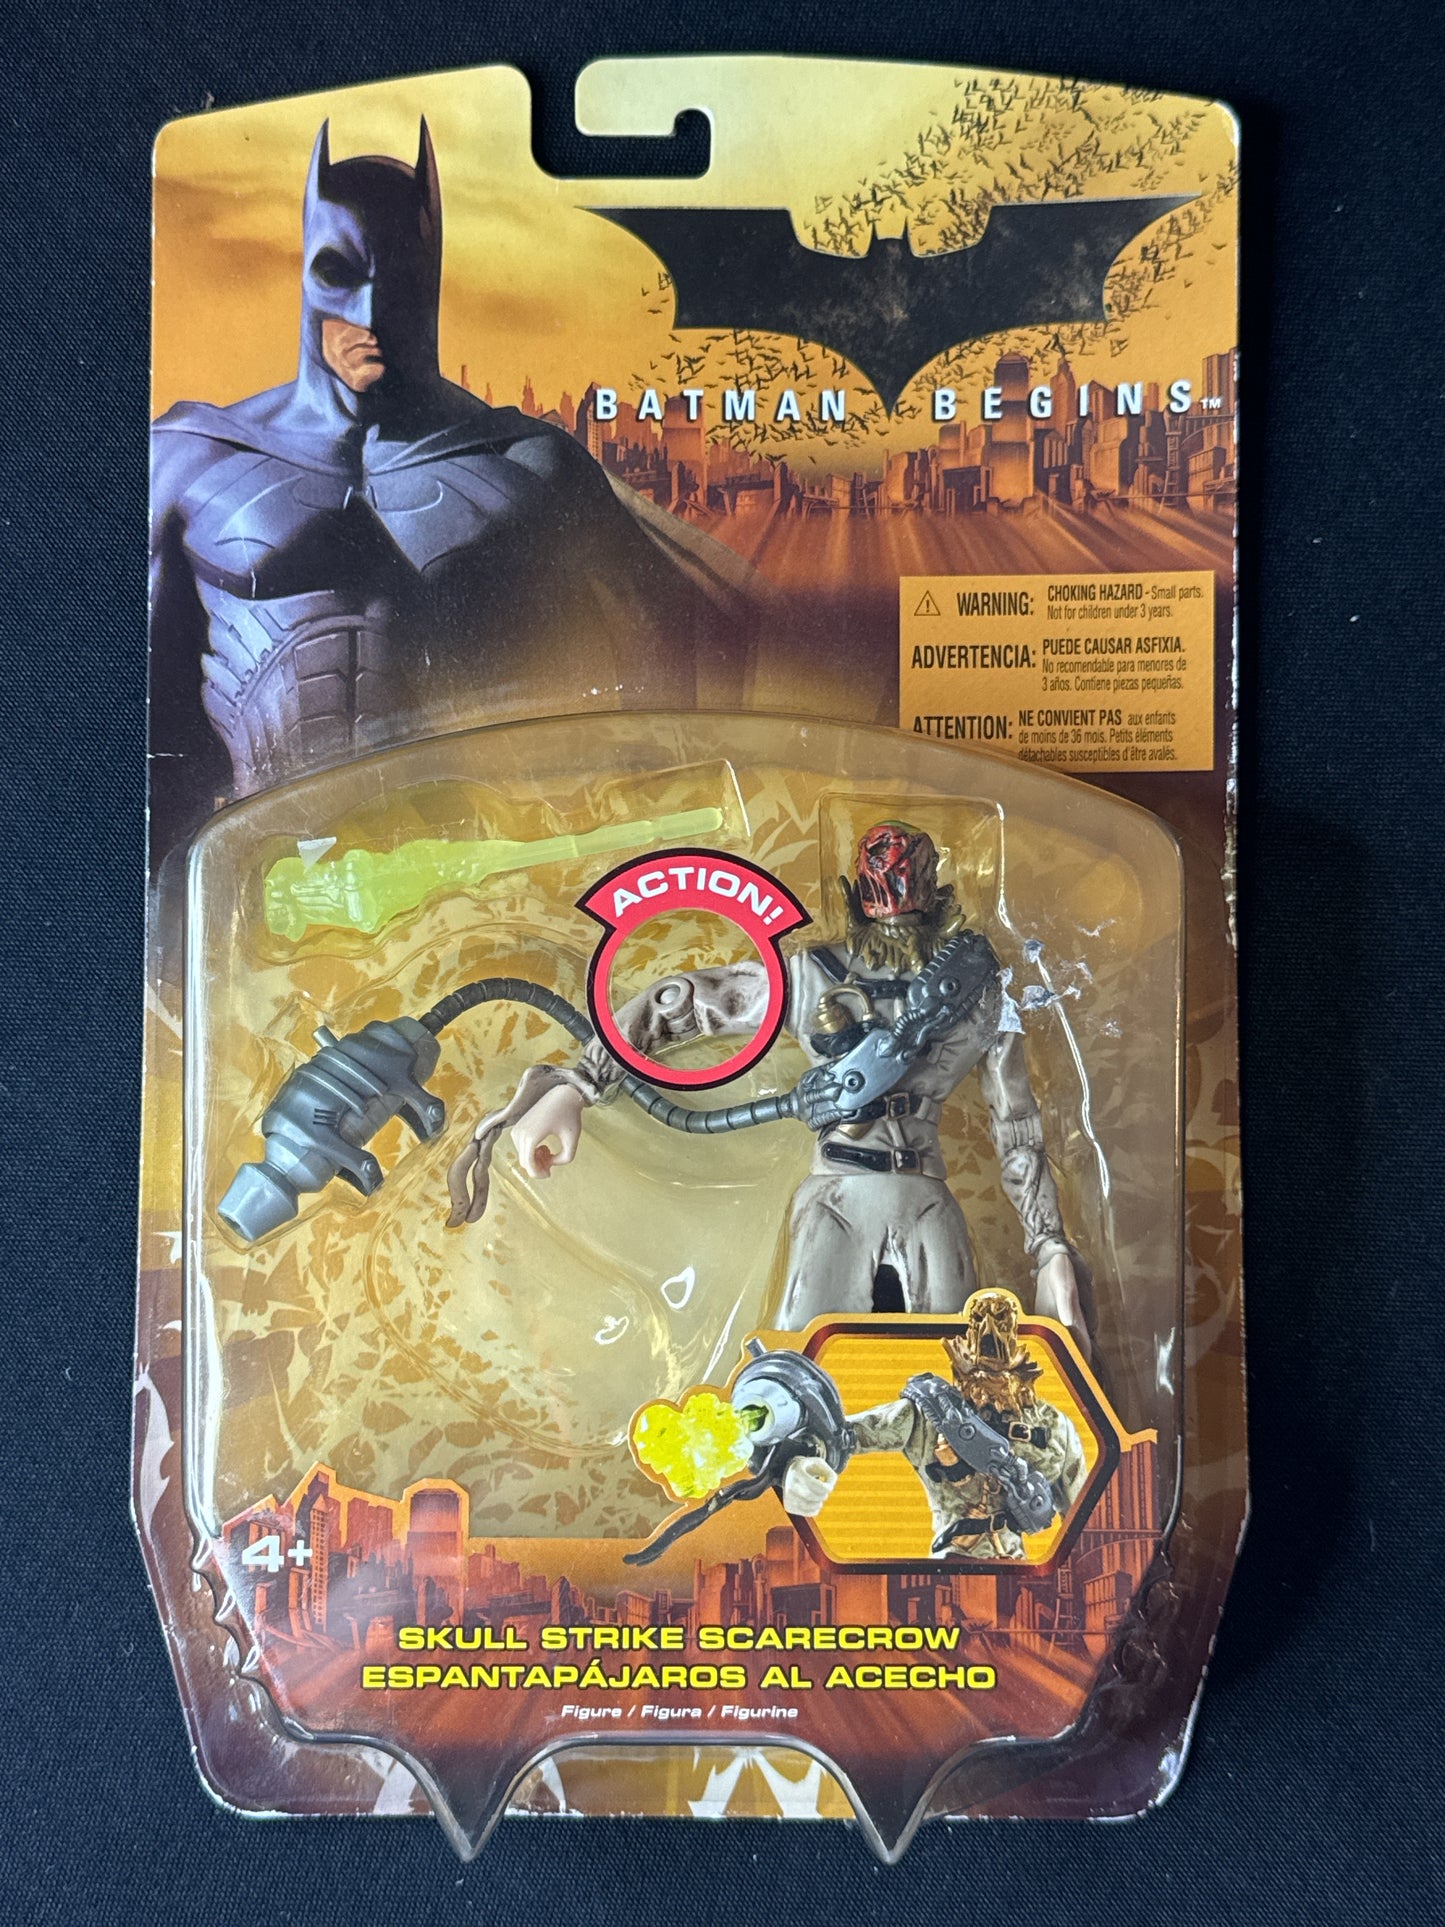 BATMAN BEGINS™
WARNING: CHOKING HAZARD - Small parts.
Not for children under 3 years.
ADVERTENCIA: PUEDE CAUSAR ASFIXIA.
No recomendable para menores de
3 años. Contiene piezas pequeñas.
ATTENTION: NE CONVIENT PAS aux enfants
de moins de 36 mois. Petits éléments
détachables susceptibles d'être avalés.
ACTION!
4+
SKULL STRIKE SCARECROW
ESPANTAPÁJAROS AL ACECHO
Figure / Figura / Figurine